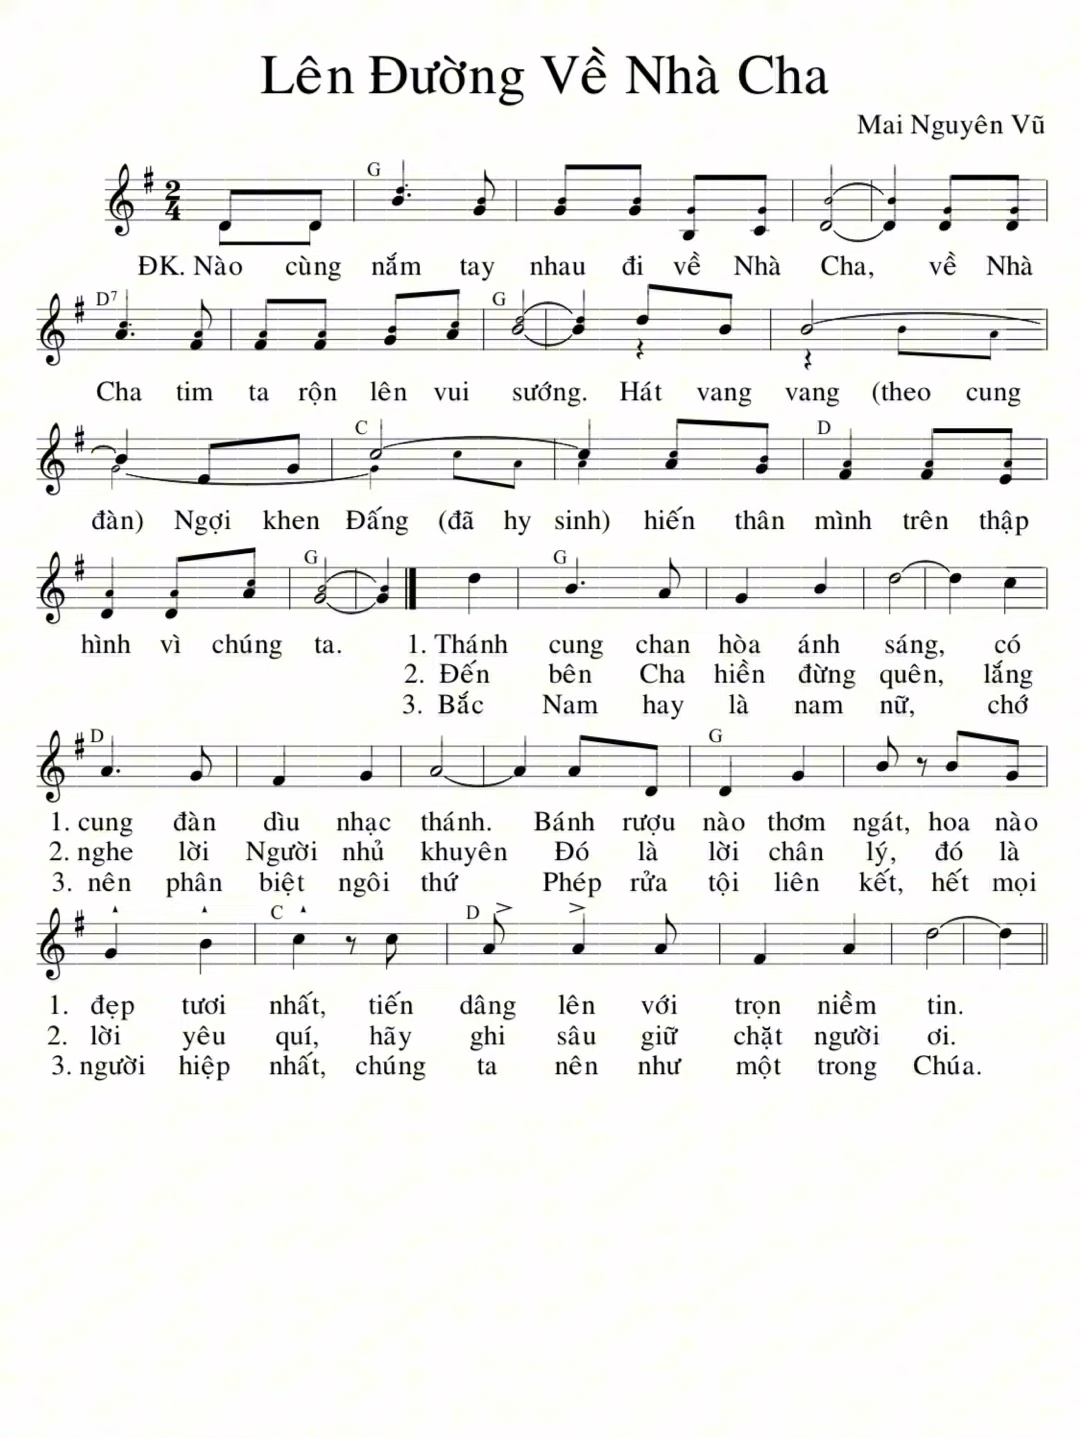 Lên Đường Về Nhà Cha
Mai Nguyên Vũ
2
4
G
ĐK. Nào cùng nắm tay nhau đi về Nhà Cha, về Nhà
D7 G
Cha tim ta rộn lên vui sướng. Hát vang vang (theo cung
C D
đàn) Ngợi khen Đấng (đã hy sinh) hiến thân mình trên thập
G G
hình vì chúng ta. 1. Thánh cung chan hòa ánh sáng, có
2. Đến bên Cha hiền đừng quên, lắng
3. Bắc Nam hay là nam nữ, chớ
D G
1. cung đàn dìu nhạc thánh. Bánh rượu nào thơm ngát, hoa nào
2. nghe lời Người nhủ khuyên Đó là lời chân lý, đó là
3. nên phân biệt ngôi thứ Phép rửa tội liên kết, hết mọi
C D
1. đẹp tươi nhất, tiến dâng lên với trọn niềm tin.
2. lời yêu quí, hãy ghi sâu giữ chặt người ơi.
3. người hiệp nhất, chúng ta nên như một trong Chúa.